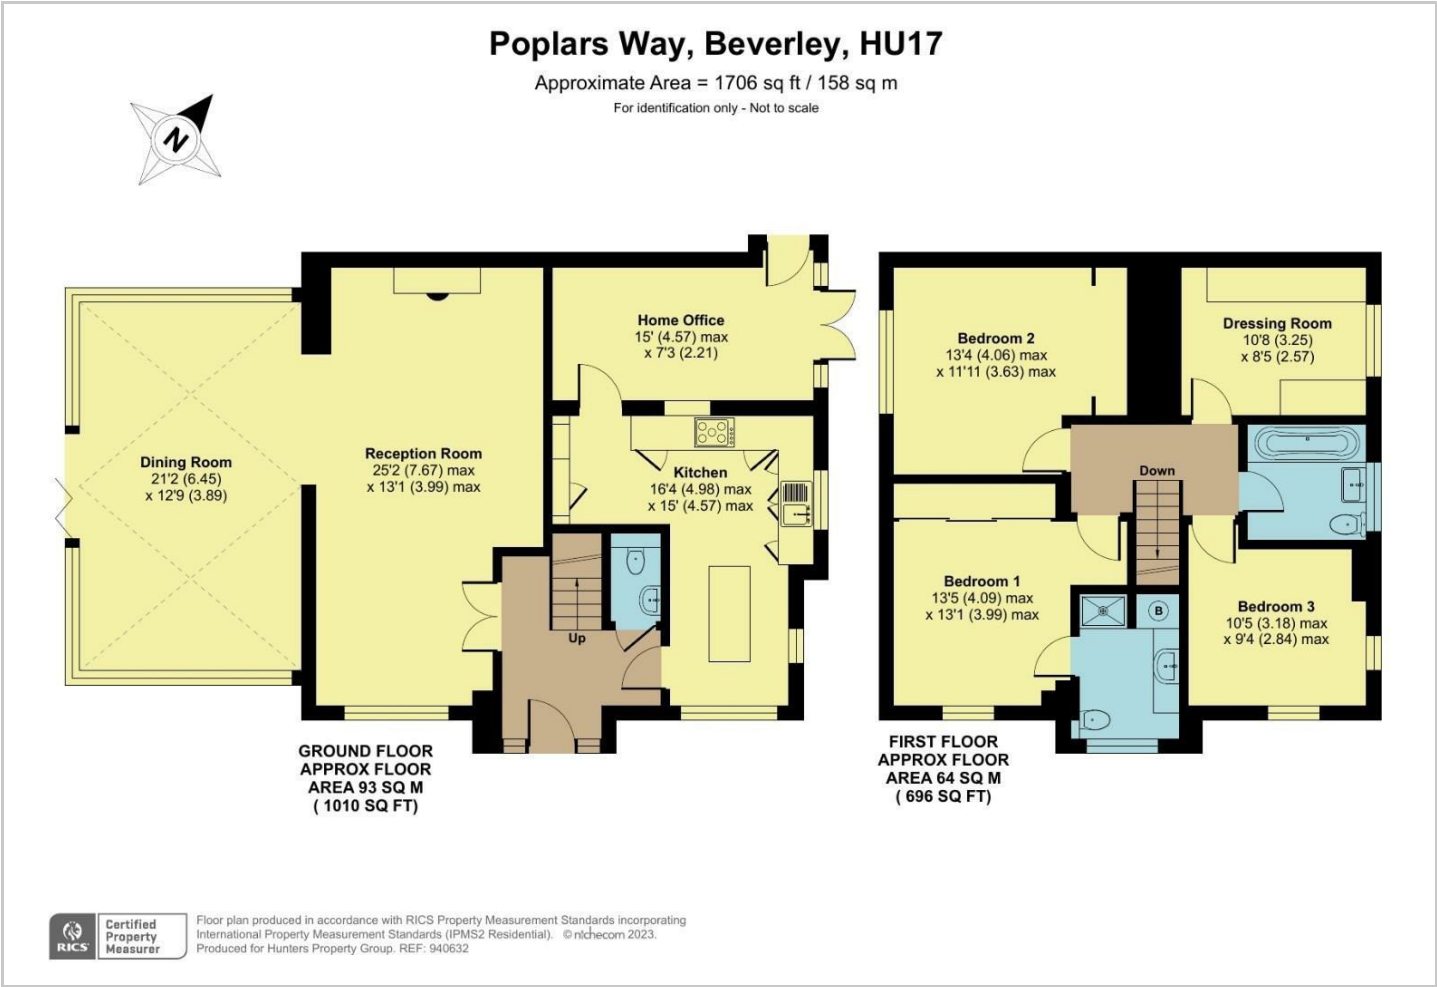 Poplars Way, Beverley, HU17
Approximate Area = 1706 sq ft / 158 sq m
For identification only - Not to scale
N
Dining Room
21'2 (6.45)
x 12'9 (3.89)
Reception Room
25'2 (7.67) max
x 13'1 (3.99) max
Home Office
15' (4.57) max
x 7'3 (2.21)
Kitchen
16'4 (4.98) max
x 15' (4.57) max
Up
GROUND FLOOR
APPROX FLOOR
AREA 93 SQ M
( 1010 SQ FT)
Bedroom 2
13'4 (4.06) max
x 11'11 (3.63) max
Dressing Room
10'8 (3.25)
x 8'5 (2.57)
Down
Bedroom 1
13'5 (4.09) max
x 13'1 (3.99) max
B
Bedroom 3
10'5 (3.18) max
x 9'4 (2.84) max
FIRST FLOOR
APPROX FLOOR
AREA 64 SQ M
( 696 SQ FT)
RICS
Certified
Property
Measurer
Floor plan produced in accordance with RICS Property Measurement Standards incorporating
International Property Measurement Standards (IPMS2 Residential). © nichecom 2023.
Produced for Hunters Property Group. REF: 940632